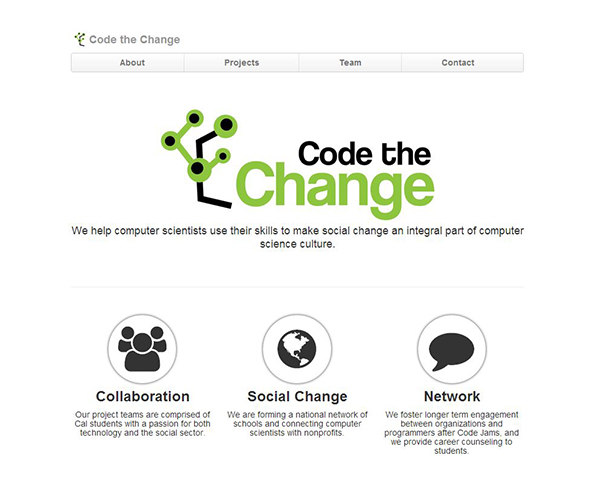 Code the Change
About Projects Team Contact
Code the
Change
We help computer scientists use their skills to make social change an integral part of computer
science culture.
Collaboration
Our project teams are comprised of
Cal students with a passion for both
technology and the social sector.
Social Change
We are forming a national network of
schools and connecting computer
scientists with nonprofits.
Network
We foster longer term engagement
between organizations and
programmers after Code Jams, and
we provide career counseling to
students.